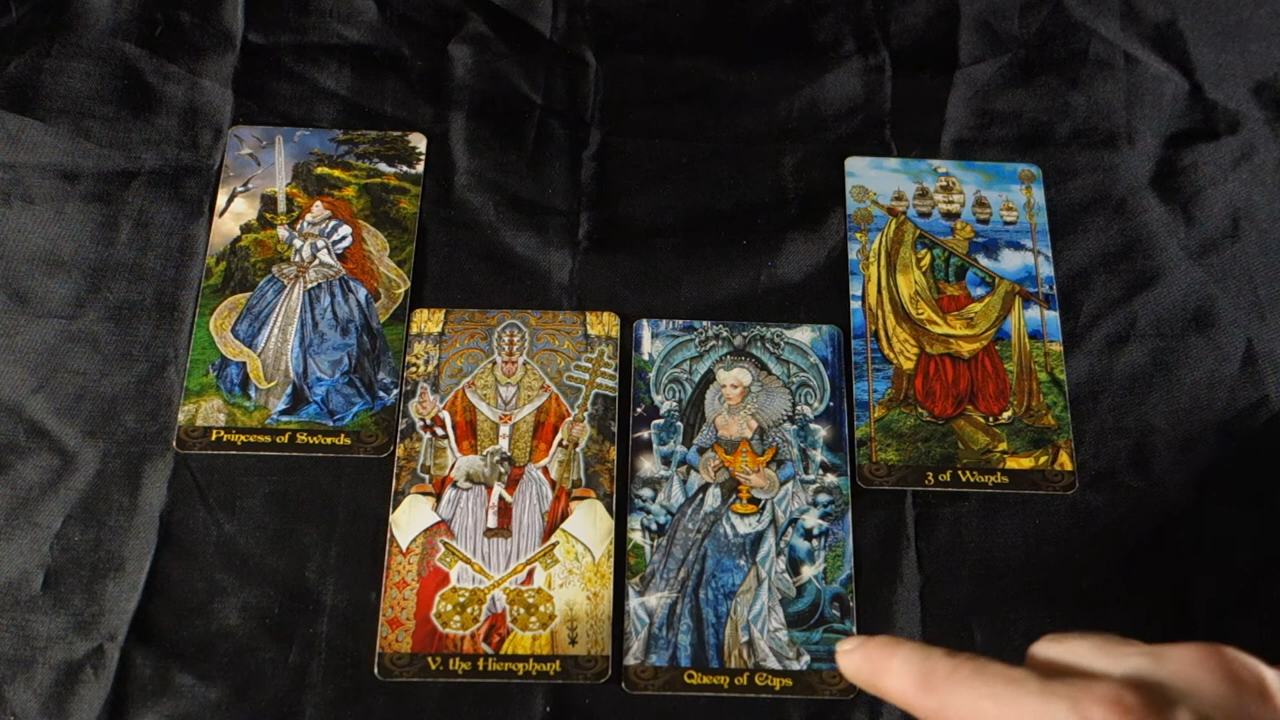 Princess of Swords
V. the Hierophant
Queen of Cups
3 of Wands